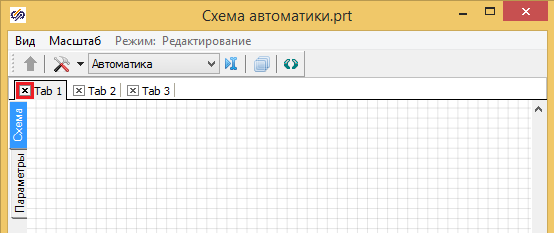 Схема автоматики.prt
Вид Масштаб Режим: Редактирование
Автоматика
Tab 1 Tab 2 Tab 3
Схема
Параметры